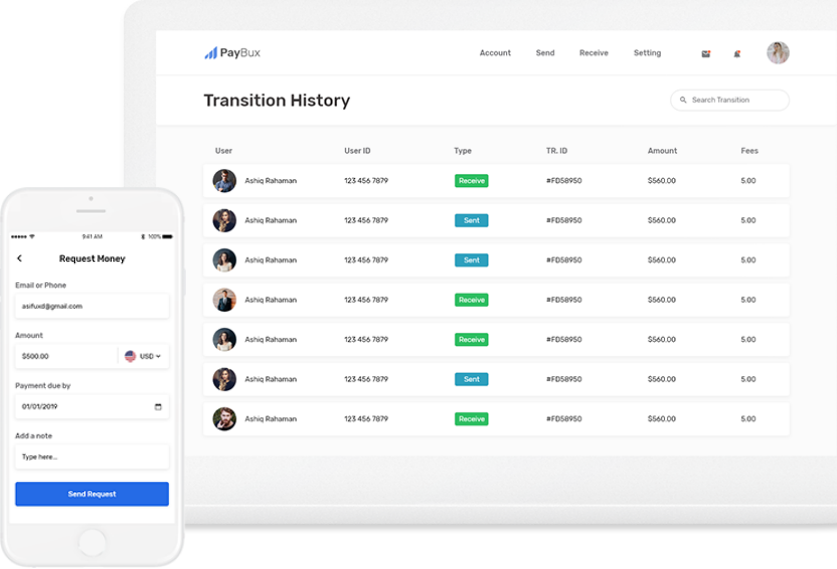 PayBux
Account Send Receive Setting
Transition History
Search Transition
User User ID Type TR. ID Amount Fees
Ashiq Rahaman 123 456 7879 Receive #FD58950 $560.00 5:00
Ashiq Rahaman 123 456 7879 Sent #FD58950 $560.00 5:00
Ashiq Rahaman 123 456 7879 Sent #FD58950 $560.00 5:00
Ashiq Rahaman 123 456 7879 Receive #FD58950 $560.00 5:00
Ashiq Rahaman 123 456 7879 Receive #FD58950 $560.00 5:00
Ashiq Rahaman 123 456 7879 Sent #FD58950 $560.00 5:00
Ashiq Rahaman 123 456 7879 Receive #FD58950 $560.00 5:00
9:41 AM 100%
Request Money
Email or Phone
asifuxd@gmail.com
Amount
$500.00 USD
Payment due by
01/01/2019
Add a note
Type here...
Send Request